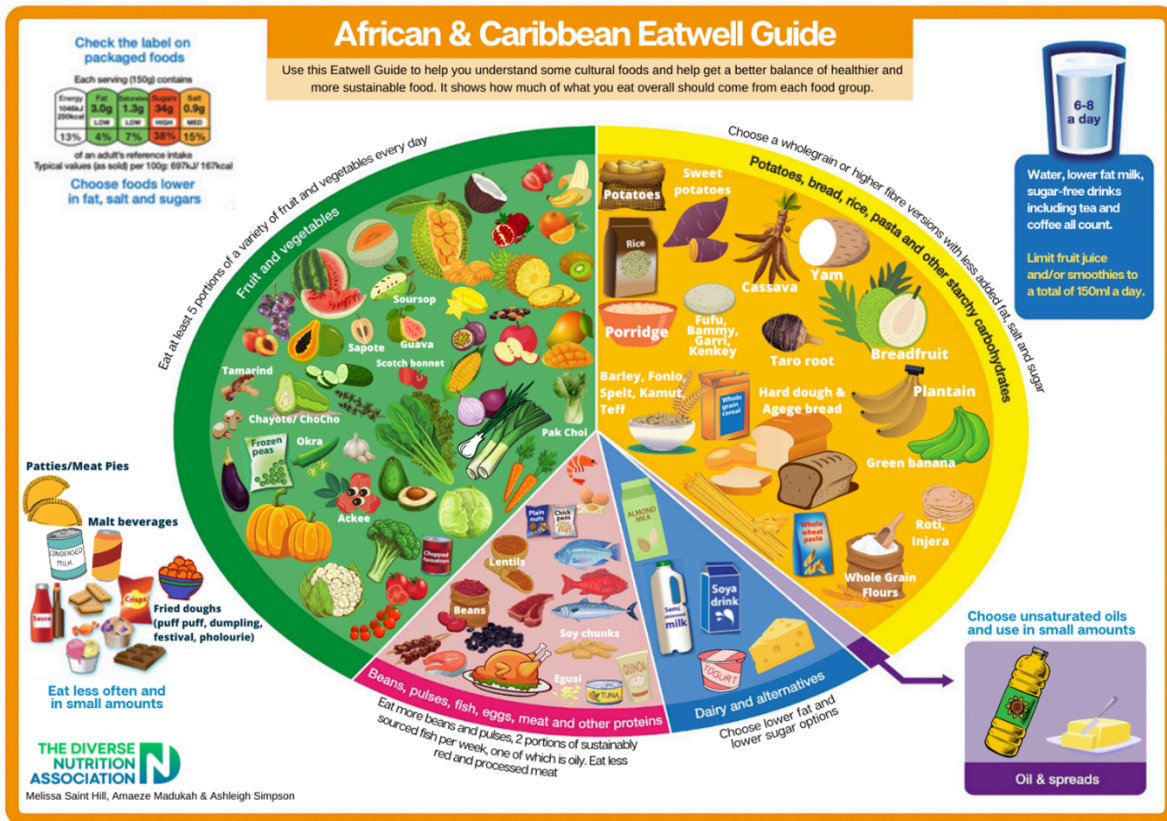 African & Caribbean Eatwell Guide
Use this Eatwell Guide to help you understand some cultural foods and help get a better balance of healthier and
more sustainable food. It shows how much of what you eat overall should come from each food group.
Check the label on
packaged foods
Each serving (150g) contains
Energy
1046kJ
250kcal
13%
Fat
3.0g
LOW
4%
Saturates
1.3g
LOW
7%
Sugars
34g
HIGH
38%
Salt
0.9g
MED
15%
of an adult's reference intake
Typical values (as sold) per 100g: 697kJ/ 167kcal
Choose foods lower
in fat, salt and sugars
6-8
a day
Water, lower fat milk,
sugar-free drinks
including tea and
coffee all count.
Limit fruit juice
and/or smoothies to
a total of 150ml a day.
Eat at least 5 portions of a variety of fruit and vegetables every day
Fruit and vegetables
Soursop
Sapote
Guava
Scotch bonnet
Tamarind
Chayote/ ChoCho
Okra
Frozen
peas
Pak Choi
Ackee
Chopped
tomatoes
Choose a wholegrain or higher fibre versions with less added fat, salt and sugar
Potatoes, bread, rice, pasta and other starchy carbohydrates
Potatoes
Sweet
potatoes
Rice
Cassava
Yam
Porridge
Fufu,
Bammy,
Garri,
Kenkey
Taro root
Breadfruit
Barley, Fonio,
Spelt, Kamut,
Teff
Whole
grain
cereal
Hard dough &
Agege bread
Plantain
Green banana
Whole
wheat
pasta
Roti,
Injera
Whole Grain
Flours
Plain
nuts
Chick
peas
Lentils
Beans
Soy chunks
Egusi
TUNA
QUINOA
Beans, pulses, fish, eggs, meat and other proteins
Eat more beans and pulses, 2 portions of sustainably
sourced fish per week, one of which is oily. Eat less
red and processed meat
ALMOND
MILK
Semi
skimmed
milk
Soya
drink
YOGURT
Dairy and alternatives
Choose lower fat and
lower sugar options
Choose unsaturated oils
and use in small amounts
Oil & spreads
Patties/Meat Pies
Malt beverages
CONDENSED
MILK
Sauce
Crisps
Fried doughs
(puff puff, dumpling,
festival, pholourie)
Eat less often and
in small amounts
THE DIVERSE
NUTRITION
ASSOCIATION
Melissa Saint Hill, Amaeze Madukah & Ashleigh Simpson